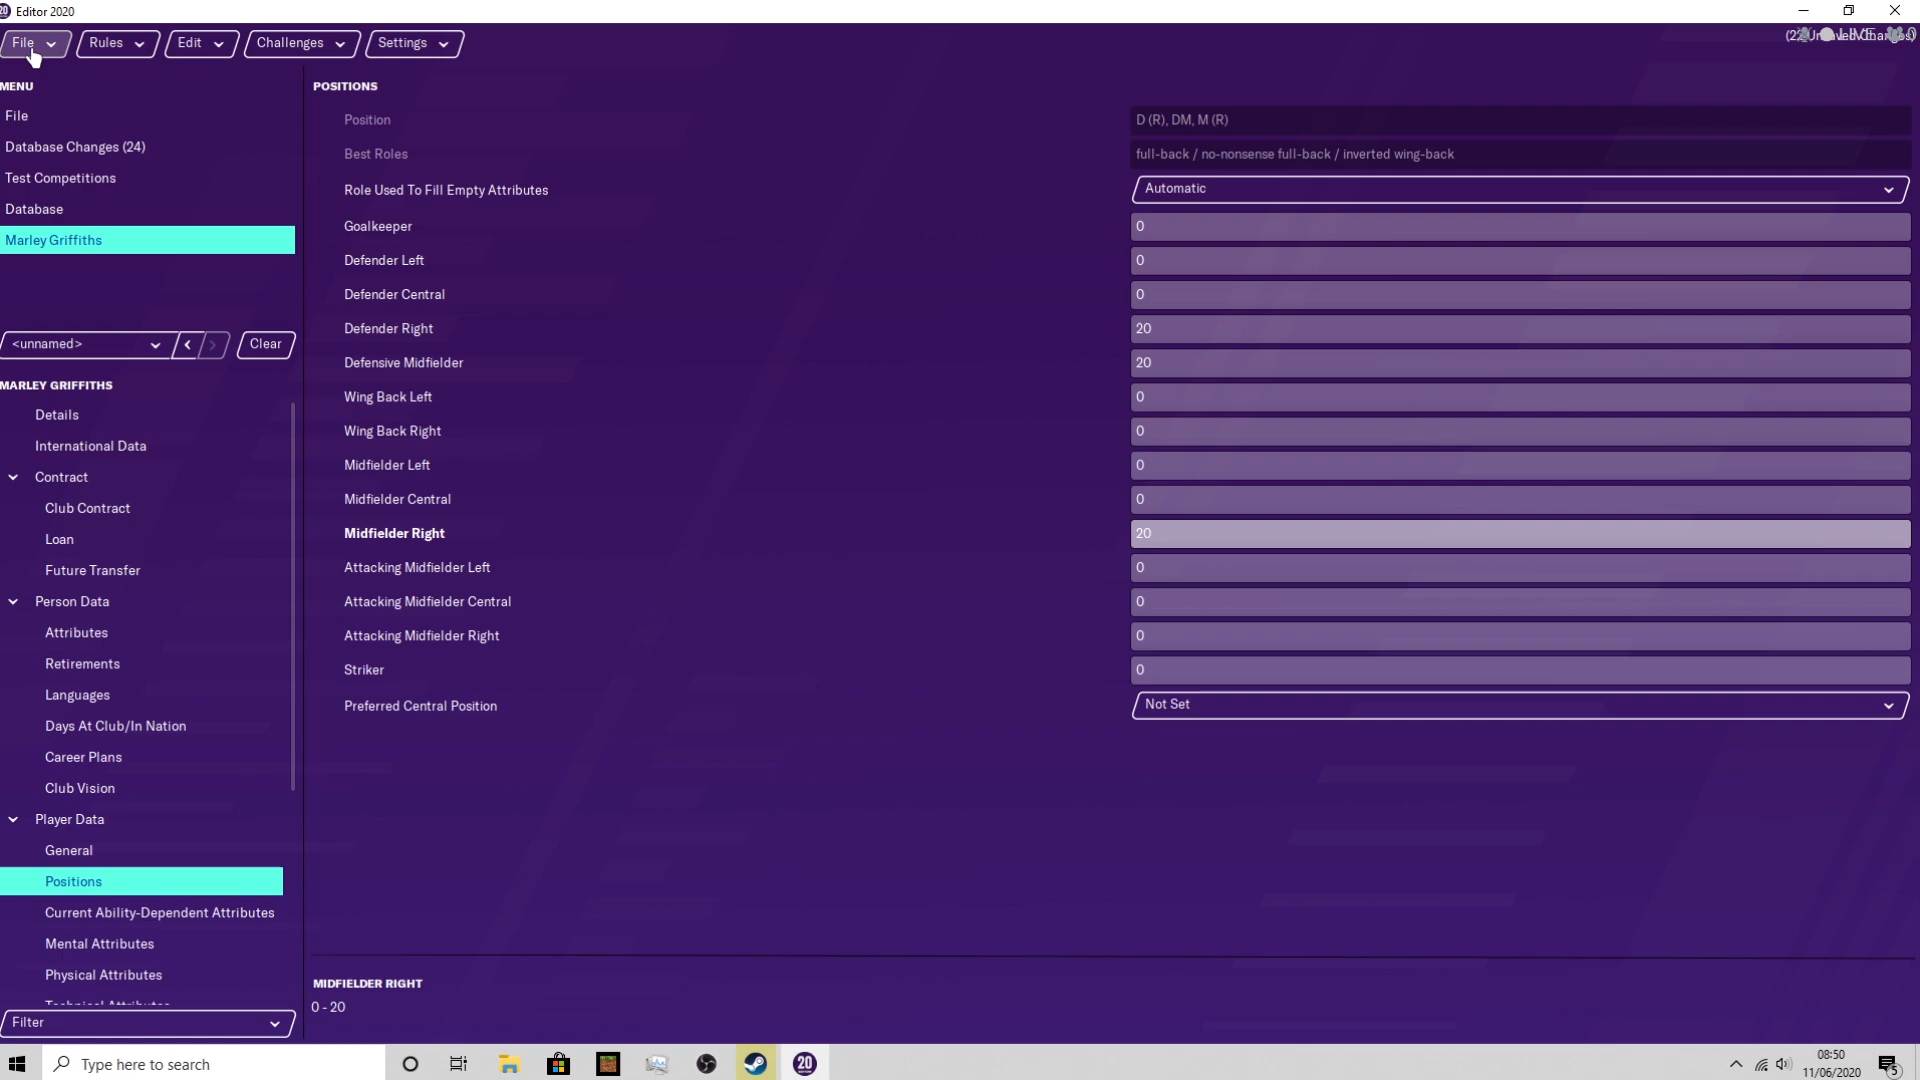 Editor 2020
File
Rules
Edit
Challenges
Settings
MENU
File
Database Changes (24)
Test Competitions
Database
Marley Griffiths
<unnamed>
Clear
MARLEY GRIFFITHS
Details
International Data
Contract
Club Contract
Loan
Future Transfer
Person Data
Attributes
Retirements
Languages
Days At Club/In Nation
Career Plans
Club Vision
Player Data
General
Positions
Current Ability-Dependent Attributes
Mental Attributes
Physical Attributes
Filter
POSITIONS
Position D (R), DM, M (R)
Best Roles full-back / no-nonsense full-back / inverted wing-back
Role Used To Fill Empty Attributes Automatic
Goalkeeper 0
Defender Left 0
Defender Central 0
Defender Right 20
Defensive Midfielder 20
Wing Back Left 0
Wing Back Right 0
Midfielder Left 0
Midfielder Central 0
Midfielder Right 20
Attacking Midfielder Left 0
Attacking Midfielder Central 0
Attacking Midfielder Right 0
Striker 0
Preferred Central Position Not Set
MIDFIELDER RIGHT
0 - 20
Type here to search
20
08:50
11/06/2020
5